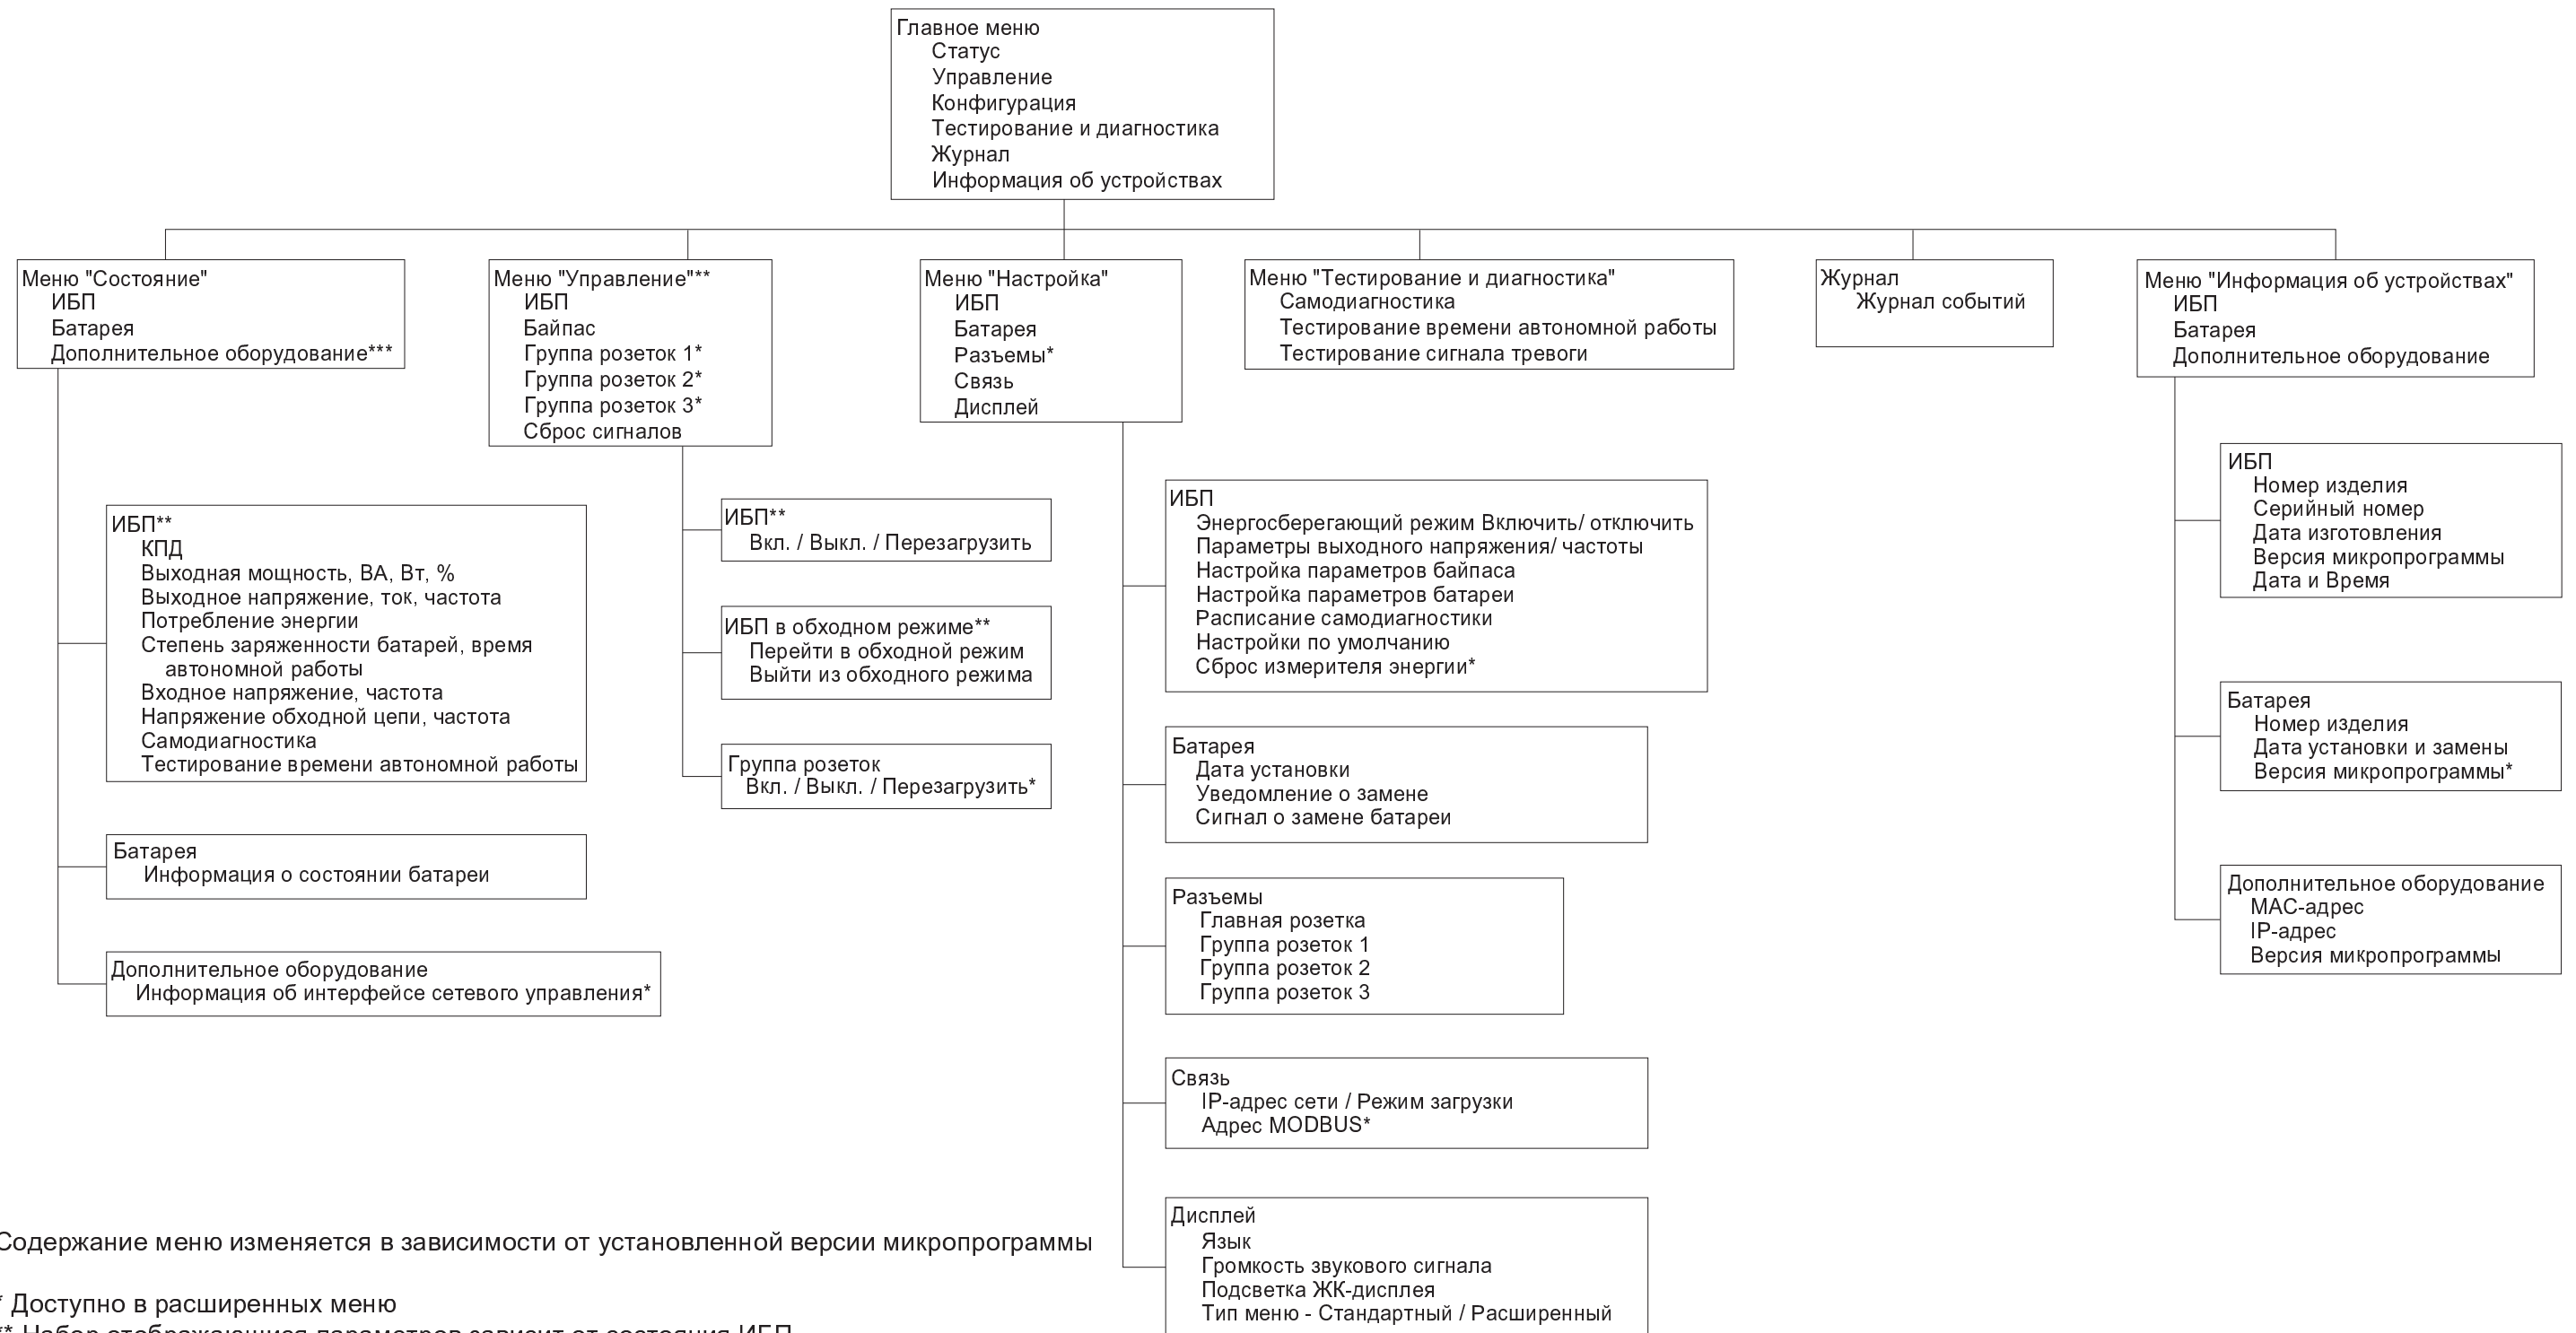 Главное меню
Статус
Управление
Конфигурация
Тестирование и диагностика
Журнал
Информация об устройствах
Меню "Состояние"
ИБП
Батарея
Дополнительное оборудование***
Меню "Управление"**
ИБП
Байпас
Группа розеток 1*
Группа розеток 2*
Группа розеток 3*
Сброс сигналов
Меню "Настройка"
ИБП
Батарея
Разъемы*
Связь
Дисплей
Меню "Тестирование и диагностика"
Самодиагностика
Тестирование времени автономной работы
Тестирование сигнала тревоги
Журнал
Журнал событий
Меню "Информация об устройствах"
ИБП
Батарея
Дополнительное оборудование
ИБП**
КПД
Выходная мощность, ВА, Вт, %
Выходное напряжение, ток, частота
Потребление энергии
Степень заряженности батарей, время
автономной работы
Входное напряжение, частота
Напряжение обходной цепи, частота
Самодиагностика
Тестирование времени автономной работы
Батарея
Информация о состоянии батареи
Дополнительное оборудование
Информация об интерфейсе сетевого управления*
ИБП**
Вкл. / Выкл. / Перезагрузить
ИБП в обходном режиме**
Перейти в обходной режим
Выйти из обходного режима
Группа розеток
Вкл. / Выкл. / Перезагрузить*
ИБП
Энергосберегающий режим Включить/ отключить
Параметры выходного напряжения/ частоты
Настройка параметров байпаса
Настройка параметров батареи
Расписание самодиагностики
Настройки по умолчанию
Сброс измерителя энергии*
Батарея
Дата установки
Уведомление о замене
Сигнал о замене батареи
Разъемы
Главная розетка
Группа розеток 1
Группа розеток 2
Группа розеток 3
Связь
IP-адрес сети / Режим загрузки
Адрес MODBUS*
Дисплей
Язык
Громкость звукового сигнала
Подсветка ЖК-дисплея
Тип меню - Стандартный / Расширенный
ИБП
Номер изделия
Серийный номер
Дата изготовления
Версия микропрограммы
Дата и Время
Батарея
Номер изделия
Дата установки и замены
Версия микропрограммы*
Дополнительное оборудование
MAC-адрес
IP-адрес
Версия микропрограммы
Содержание меню изменяется в зависимости от установленной версии микропрограммы
* Доступно в расширенных меню
** Набор отображающися параметров зависит от состояния ИБП